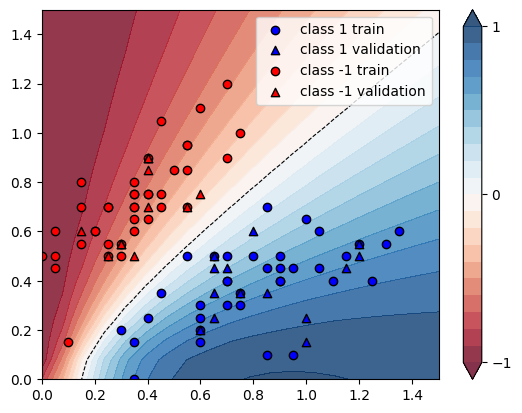 class 1 train
class 1 validation
class -1 train
class -1 validation
1.4
1.2
1.0
0.8
0.6
0.4
0.2
0.0
0.0 0.2 0.4 0.6 0.8 1.0 1.2 1.4
1
0
−1